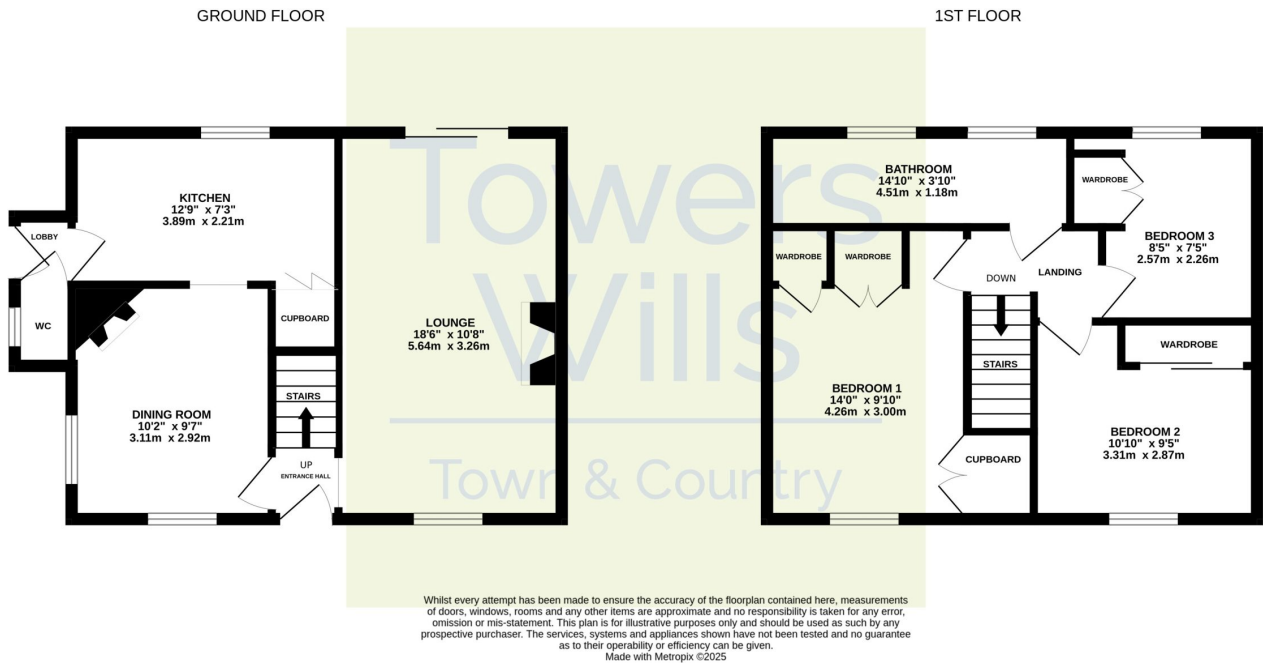 GROUND FLOOR
1ST FLOOR
KITCHEN
12'9" x 7'3"
3.89m x 2.21m
LOBBY
WC
CUPBOARD
LOUNGE
18'6" x 10'8"
5.64m x 3.26m
DINING ROOM
10'2" x 9'7"
3.11m x 2.92m
STAIRS
UP
ENTRANCE HALL
BATHROOM
14'10" x 3'10"
4.51m x 1.18m
WARDROBE
BEDROOM 3
8'5" x 7'5"
2.57m x 2.26m
WARDROBE
WARDROBE
DOWN
LANDING
STAIRS
WARDROBE
BEDROOM 1
14'0" x 9'10"
4.26m x 3.00m
BEDROOM 2
10'10" x 9'5"
3.31m x 2.87m
CUPBOARD
Towers
Wills
Town & Country
Whilst every attempt has been made to ensure the accuracy of the floorplan contained here, measurements
of doors, windows, rooms and any other items are approximate and no responsibility is taken for any error,
omission or mis-statement. This plan is for illustrative purposes only and should be used as such by any
prospective purchaser. The services, systems and appliances shown have not been tested and no guarantee
as to their operability or efficiency can be given.
Made with Metropix ©2025